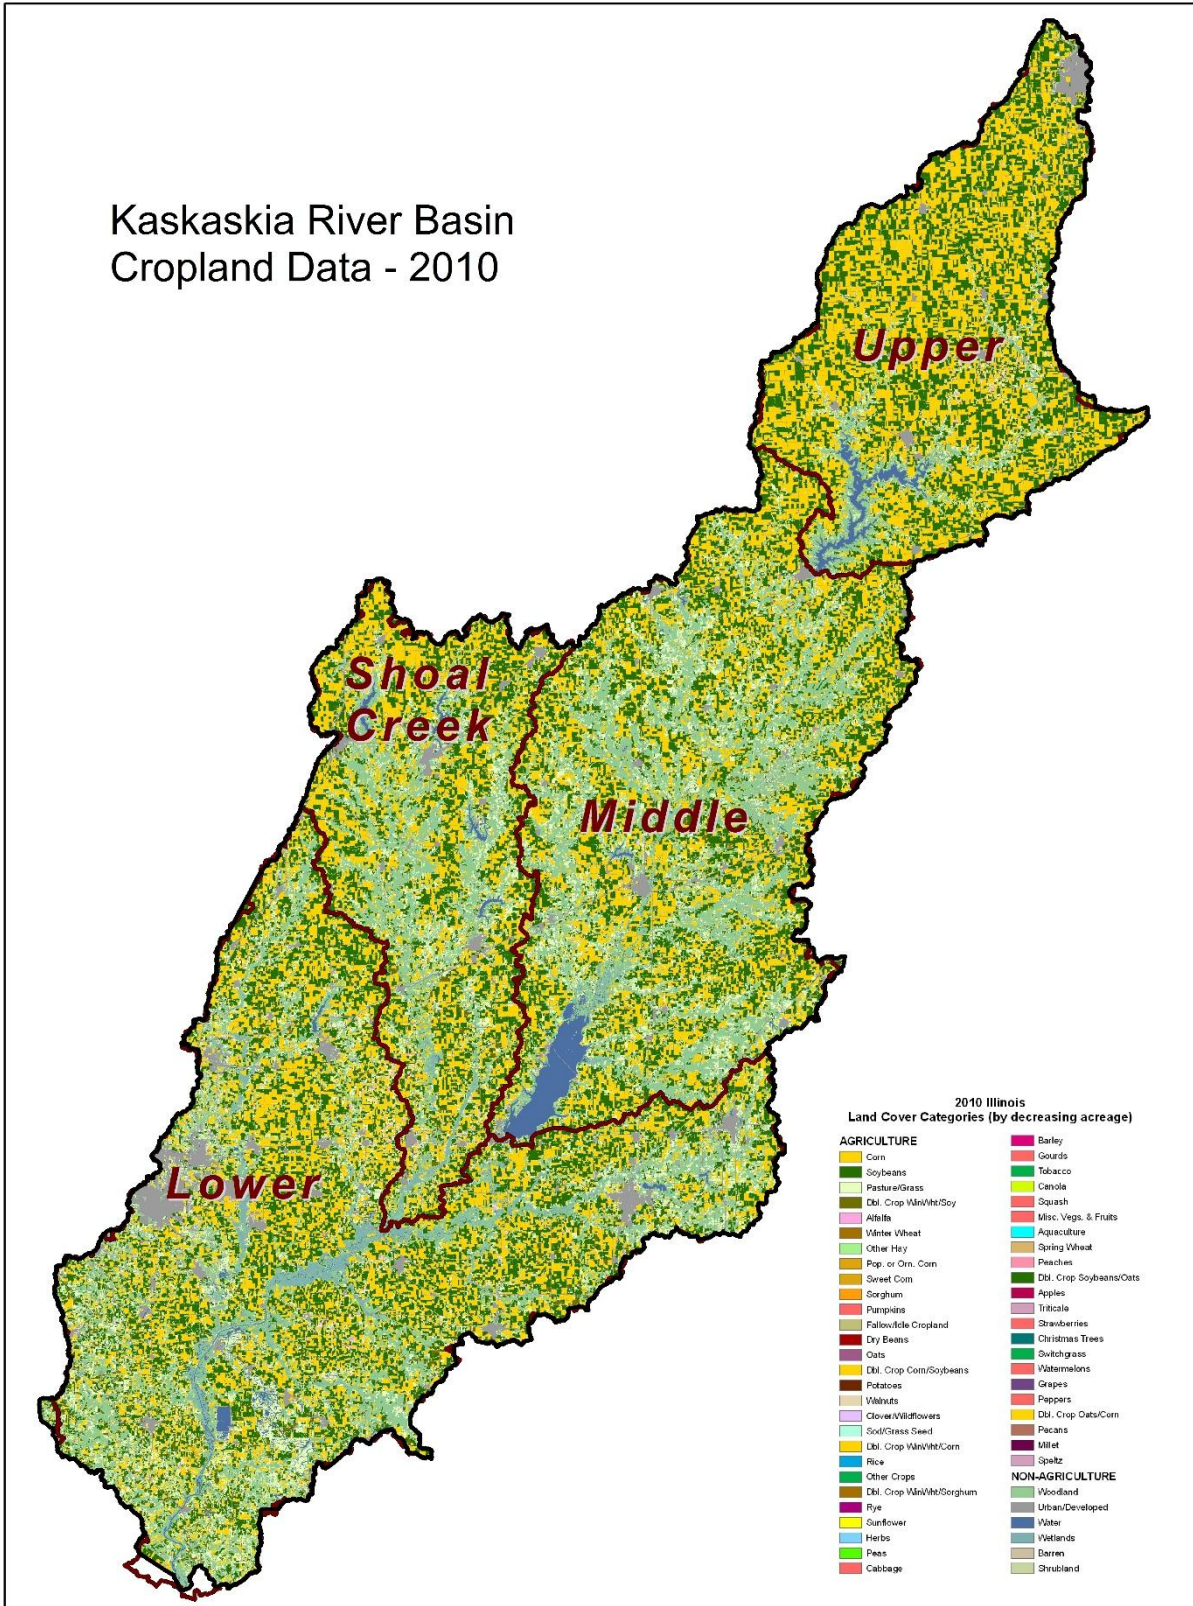 Kaskaskia River Basin
Cropland Data - 2010
Upper
Shoal
Creek
Middle
Lower
2010 Illinois
Land Cover Categories (by decreasing acreage)
AGRICULTURE
Corn
Soybeans
Pasture/Grass
Dbl. Crop WinWht/Soy
Alfalfa
Winter Wheat
Other Hay
Pop. or Orn. Corn
Sweet Corn
Sorghum
Pumpkins
Fallow/Idle Cropland
Dry Beans
Oats
Dbl. Crop Corn/Soybeans
Potatoes
Walnuts
Clover/Wildflowers
Sod/Grass Seed
Dbl. Crop WinWht/Corn
Rice
Other Crops
Dbl. Crop WinWht/Sorghum
Rye
Sunflower
Herbs
Peas
Cabbage
Barley
Gourds
Tobacco
Canola
Squash
Misc. Vegs. & Fruits
Aquaculture
Spring Wheat
Peaches
Dbl. Crop Soybeans/Oats
Apples
Triticale
Strawberries
Christmas Trees
Switchgrass
Watermelons
Grapes
Peppers
Dbl. Crop Oats/Corn
Pecans
Millet
Speltz
NON-AGRICULTURE
Woodland
Urban/Developed
Water
Wetlands
Barren
Shrubland